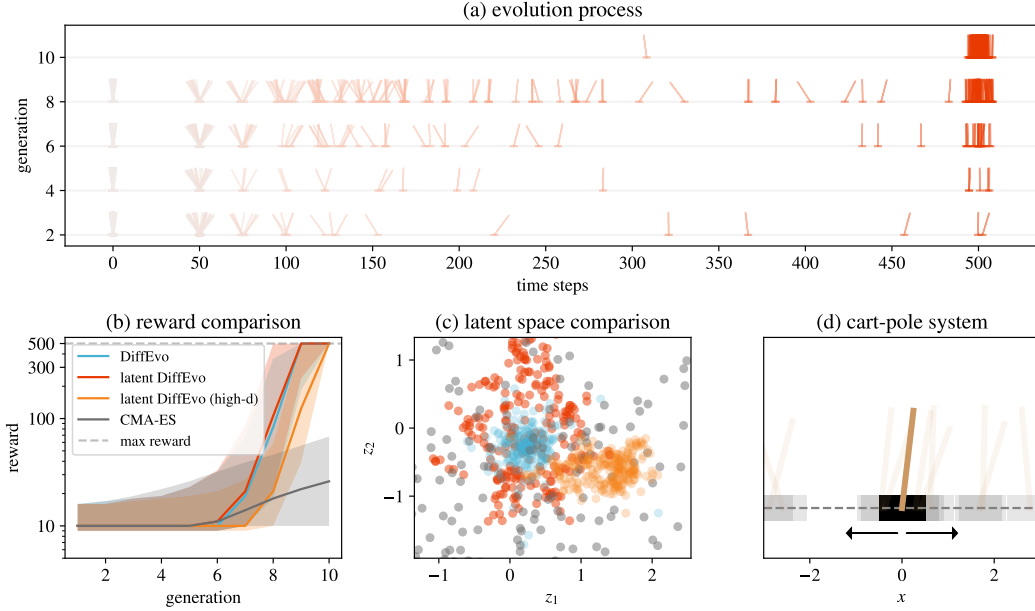 (a) evolution process
generation
10
8
6
4
2
0
50
100
150
200
250
300
350
400
450
500
time steps
(b) reward comparison
reward
500
300
100
10
DiffEvo
latent DiffEvo
latent DiffEvo (high-d)
CMA-ES
max reward
2
4
6
8
10
generation
(c) latent space comparison
z2
1
0
−1
−1
0
1
2
z1
(d) cart-pole system
−2
0
2
x